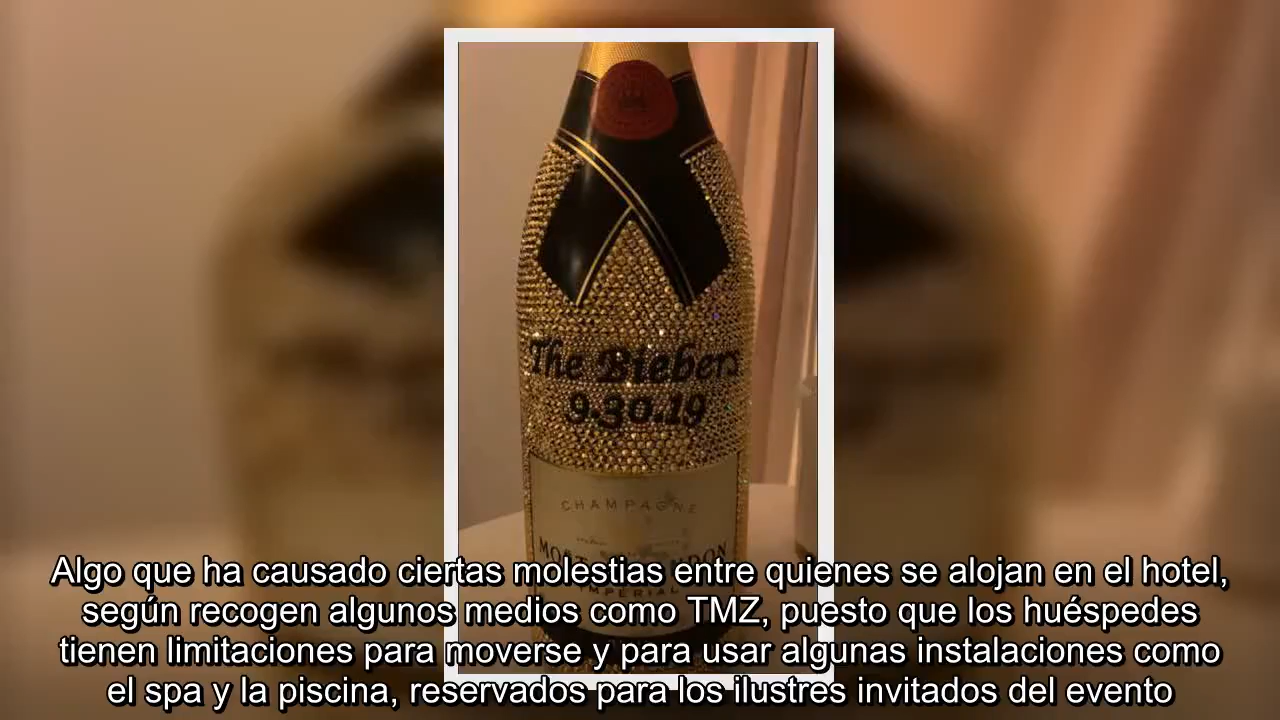 The Biebers
9.30.19
CHAMPAGNE
IMPERIAL
Algo que ha causado ciertas molestias entre quienes se alojan en el hotel,
según recogen algunos medios como TMZ, puesto que los huéspedes
tienen limitaciones para moverse y para usar algunas instalaciones como
el spa y la piscina, reservados para los ilustres invitados del evento